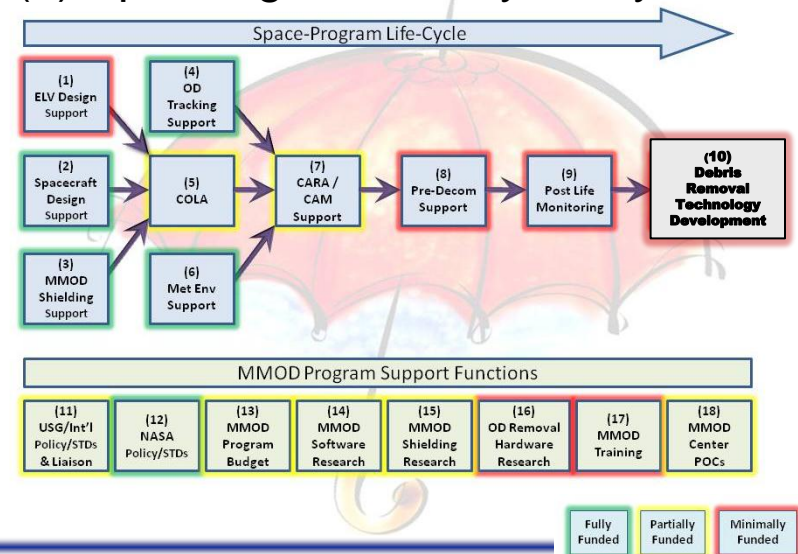 Space-Program Life-Cycle
(1)
ELV Design
Support
(2)
Spacecraft
Design
Support
(3)
MMOD
Shielding
Support
(4)
OD
Tracking
Support
(5)
COLA
(6)
Met Env
Support
(7)
CARA /
CAM
Support
(8)
Pre-Decom
Support
(9)
Post Life
Monitoring
(10)
Debris
Removal
Technology
Development
MMOD Program Support Functions
(11)
USG/Int'l
Policy/STDs
& Liaison
(12)
NASA
Policy/STDs
(13)
MMOD
Program
Budget
(14)
MMOD
Software
Research
(15)
MMOD
Shielding
Research
(16)
OD Removal
Hardware
Research
(17)
MMOD
Training
(18)
MMOD
Center
POCs
Fully
Funded
Partially
Funded
Minimally
Funded